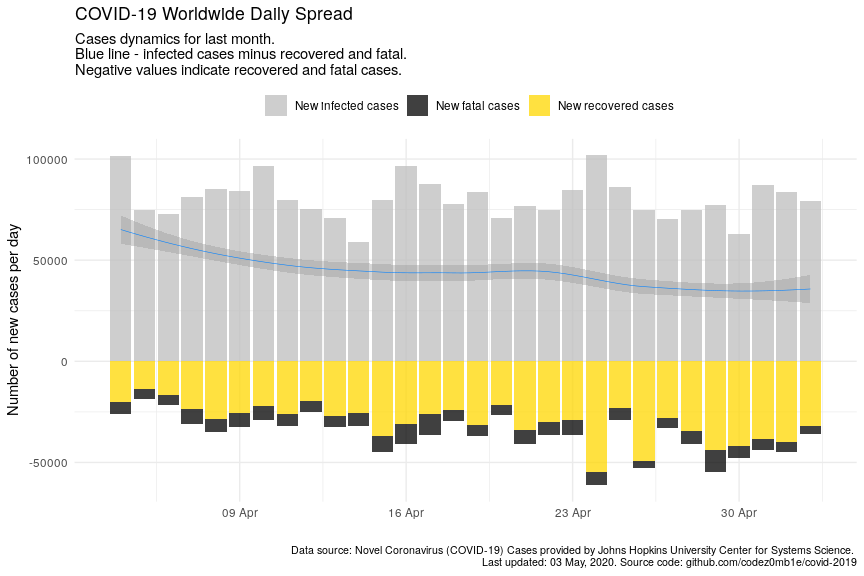 COVID-19 Worldwide Daily Spread
Cases dynamics for last month.
Blue line - infected cases minus recovered and fatal.
Negative values indicate recovered and fatal cases.
New infected cases New fatal cases New recovered cases
Number of new cases per day
100000
50000
0
-50000
09 Apr 16 Apr 23 Apr 30 Apr
Data source: Novel Coronavirus (COVID-19) Cases provided by Johns Hopkins University Center for Systems Science.
Last updated: 03 May, 2020. Source code: github.com/codez0mb1e/covid-2019